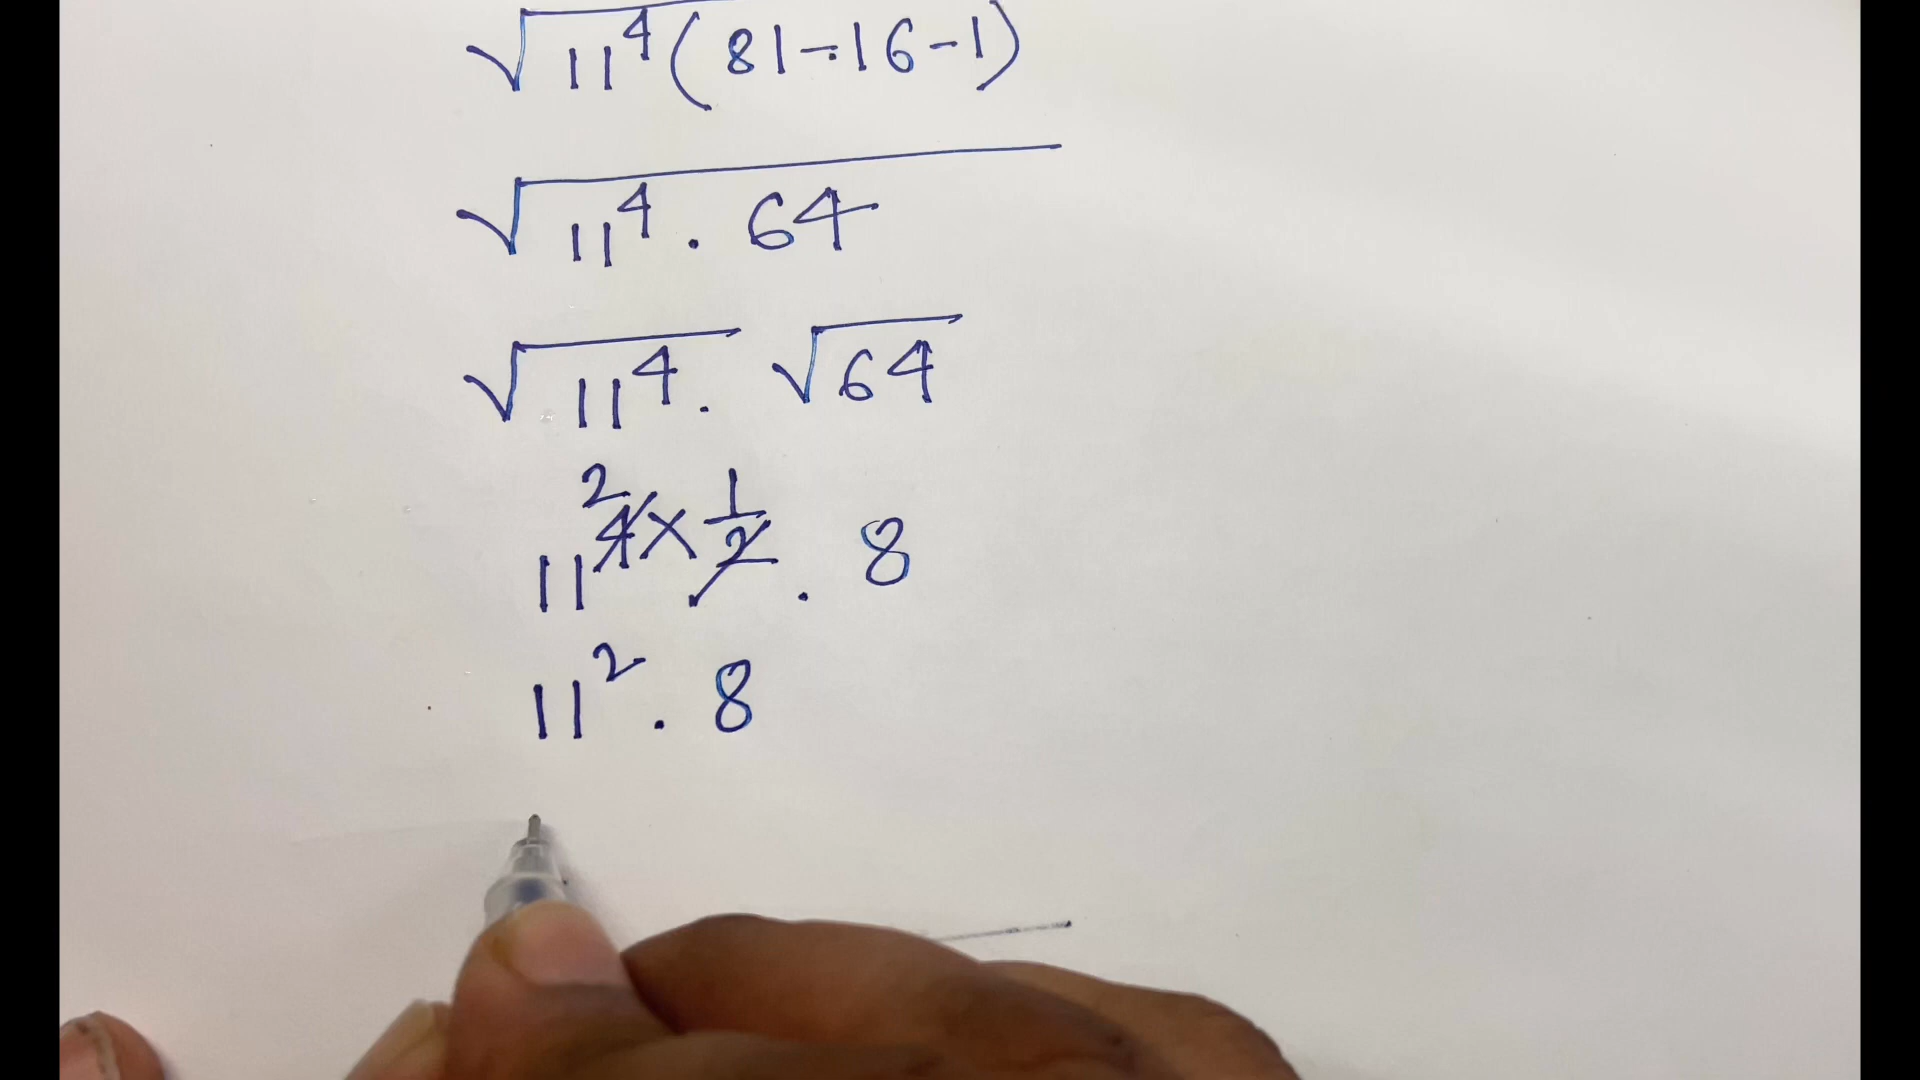 √11⁴(81-16-1)
√11⁴ . 64
√11⁴ . √64
11^(4×1/2) . 8
11² . 8